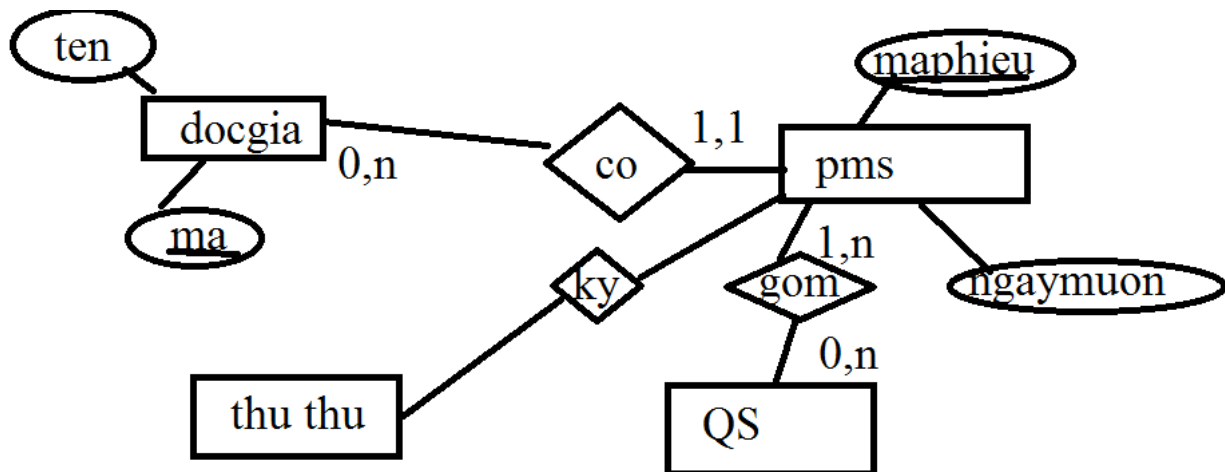 ten
maphieu
docgia
0,n
co
1,1
pms
ma
ky
1,n
gom
ngaymuon
0,n
thu thu
QS